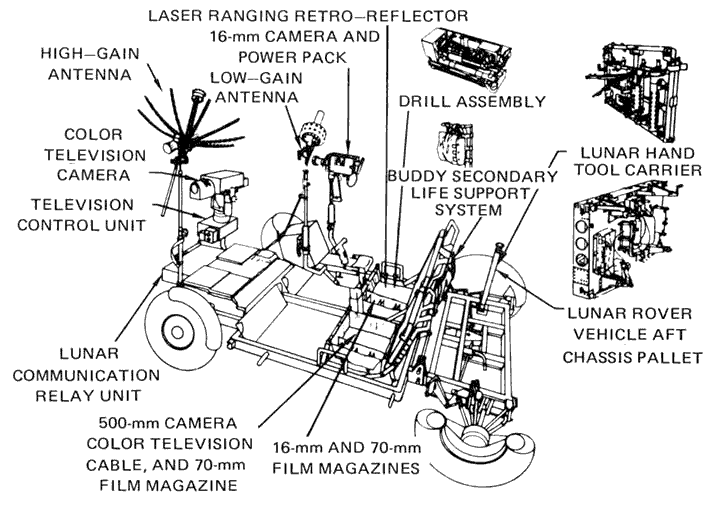 LASER RANGING RETRO–REFLECTOR
16-mm CAMERA AND
POWER PACK
HIGH–GAIN
ANTENNA
LOW–GAIN
ANTENNA
DRILL ASSEMBLY
COLOR
TELEVISION
CAMERA
LUNAR HAND
TOOL CARRIER
BUDDY SECONDARY
LIFE SUPPORT
SYSTEM
TELEVISION
CONTROL UNIT
LUNAR ROVER
VEHICLE AFT
CHASSIS PALLET
LUNAR
COMMUNICATION
RELAY UNIT
500-mm CAMERA
COLOR TELEVISION
CABLE, AND 70-mm
FILM MAGAZINE
16-mm AND 70-mm
FILM MAGAZINES